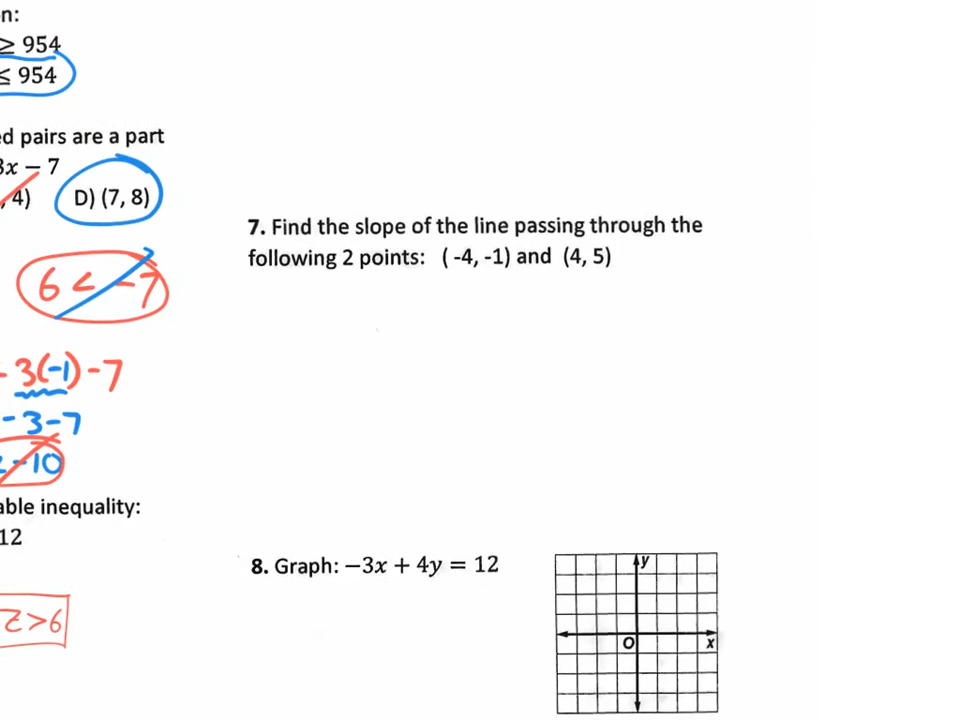 n:
≥ 954
≤ 954
ed pairs are a part
3x − 7
, 4) D) (7, 8)
6 < −7
- 3(-1) - 7
- 3 - 7
- 10
able inequality:
12
z > 6
7. Find the slope of the line passing through the
following 2 points: ( -4, -1) and (4, 5)
8. Graph: −3x + 4y = 12
y
O
x